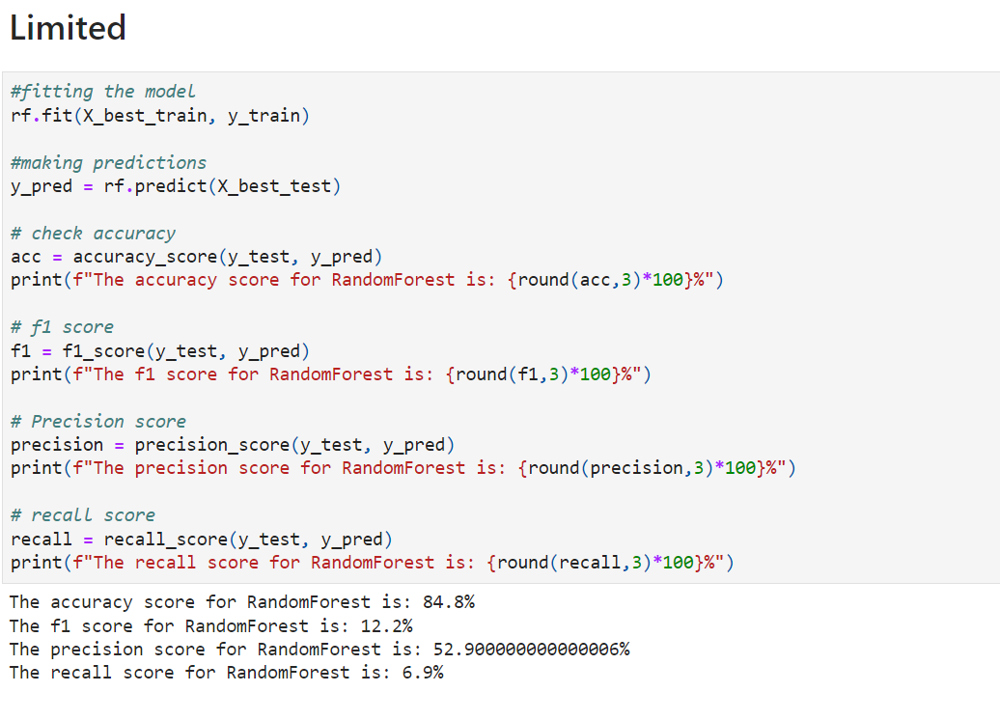 Limited
#fitting the model
rf.fit(X_best_train, y_train)
#making predictions
y_pred = rf.predict(X_best_test)
# check accuracy
acc = accuracy_score(y_test, y_pred)
print(f"The accuracy score for RandomForest is: {round(acc,3)*100}%")
# f1 score
f1 = f1_score(y_test, y_pred)
print(f"The f1 score for RandomForest is: {round(f1,3)*100}%")
# Precision score
precision = precision_score(y_test, y_pred)
print(f"The precision score for RandomForest is: {round(precision,3)*100}%")
# recall score
recall = recall_score(y_test, y_pred)
print(f"The recall score for RandomForest is: {round(recall,3)*100}%")
The accuracy score for RandomForest is: 84.8%
The f1 score for RandomForest is: 12.2%
The precision score for RandomForest is: 52.900000000000006%
The recall score for RandomForest is: 6.9%